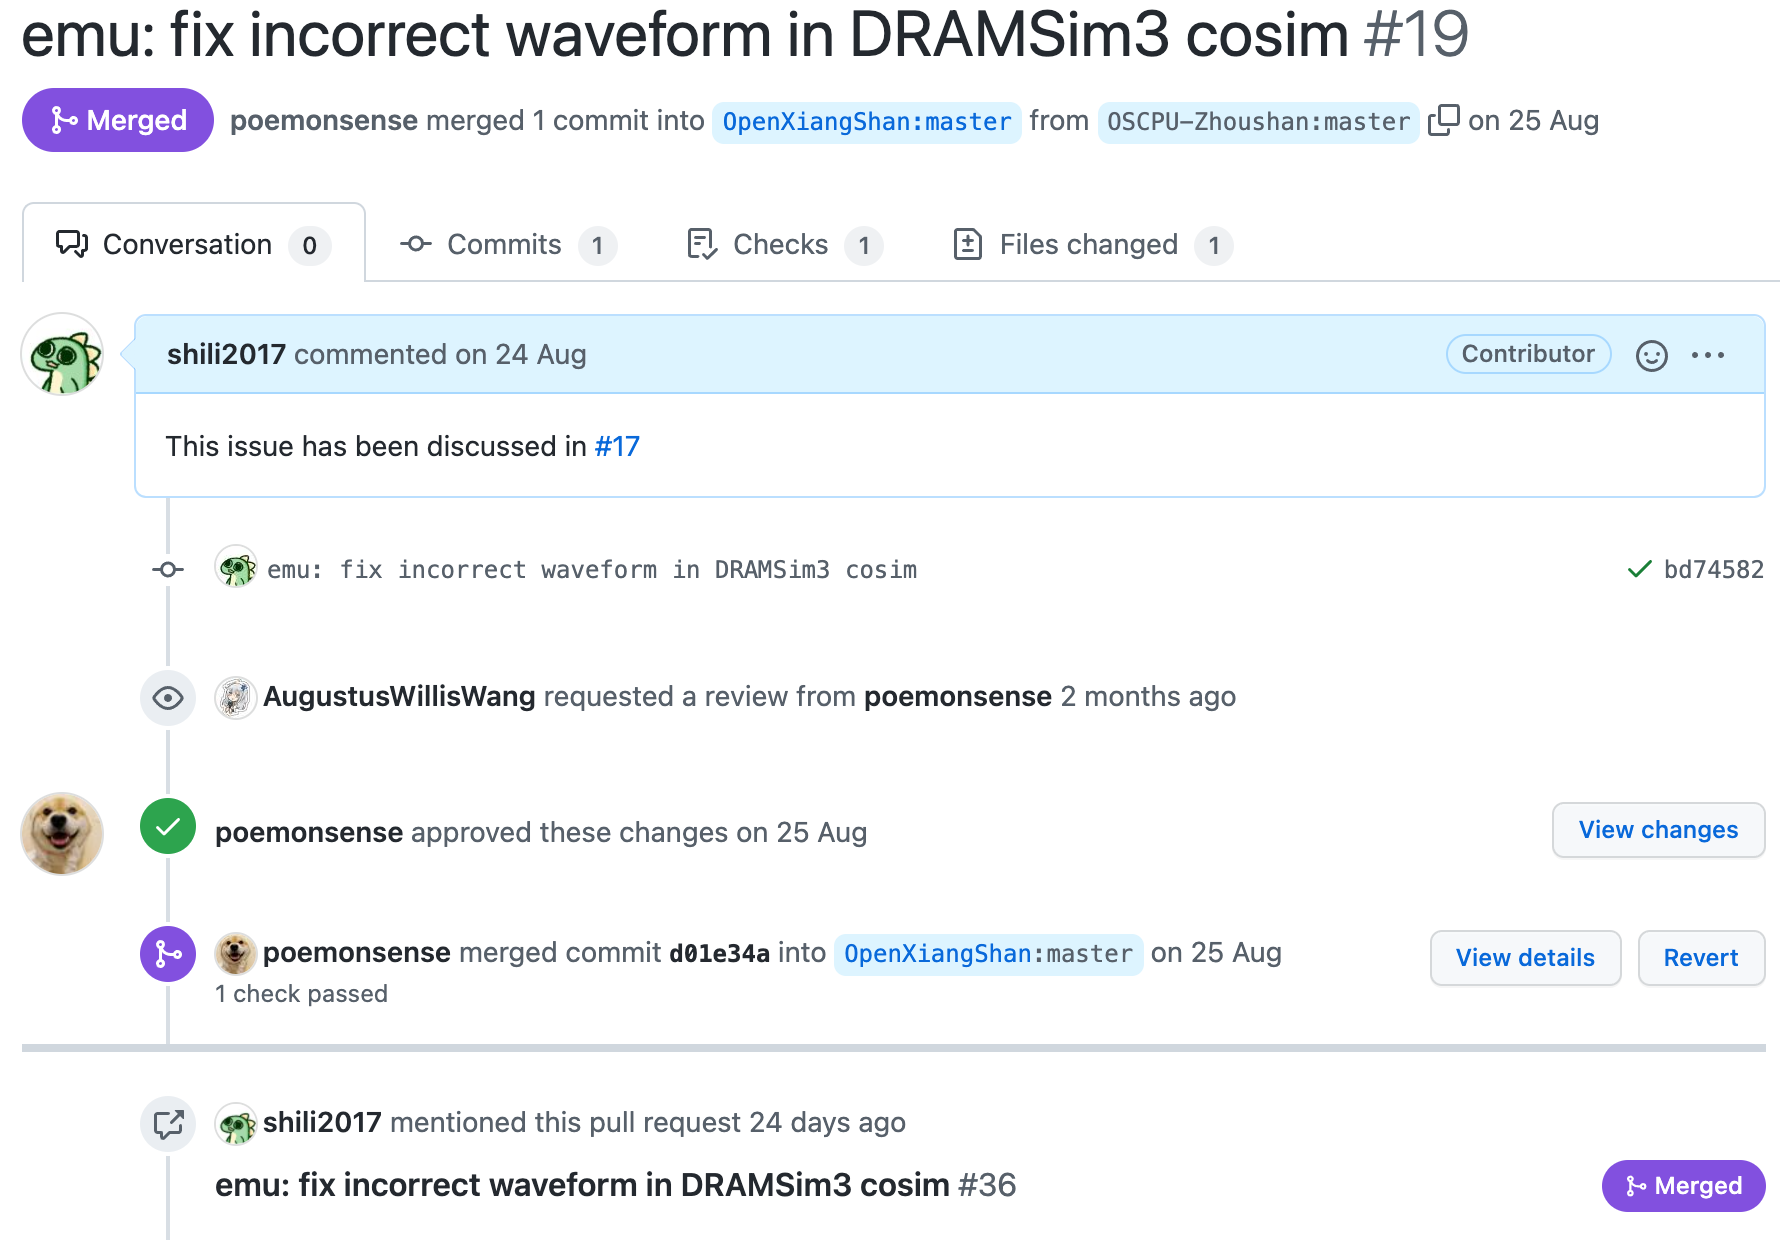 emu: fix incorrect waveform in DRAMSim3 cosim #19
Merged poemonsense merged 1 commit into OpenXiangShan:master from OSCPU-Zhoushan:master on 25 Aug
Conversation 0 Commits 1 Checks 1 Files changed 1
shili2017 commented on 24 Aug Contributor
This issue has been discussed in #17
emu: fix incorrect waveform in DRAMSim3 cosim bd74582
AugustusWillisWang requested a review from poemonsense 2 months ago
poemonsense approved these changes on 25 Aug View changes
poemonsense merged commit d01e34a into OpenXiangShan:master on 25 Aug View details Revert
1 check passed
shili2017 mentioned this pull request 24 days ago
emu: fix incorrect waveform in DRAMSim3 cosim #36 Merged